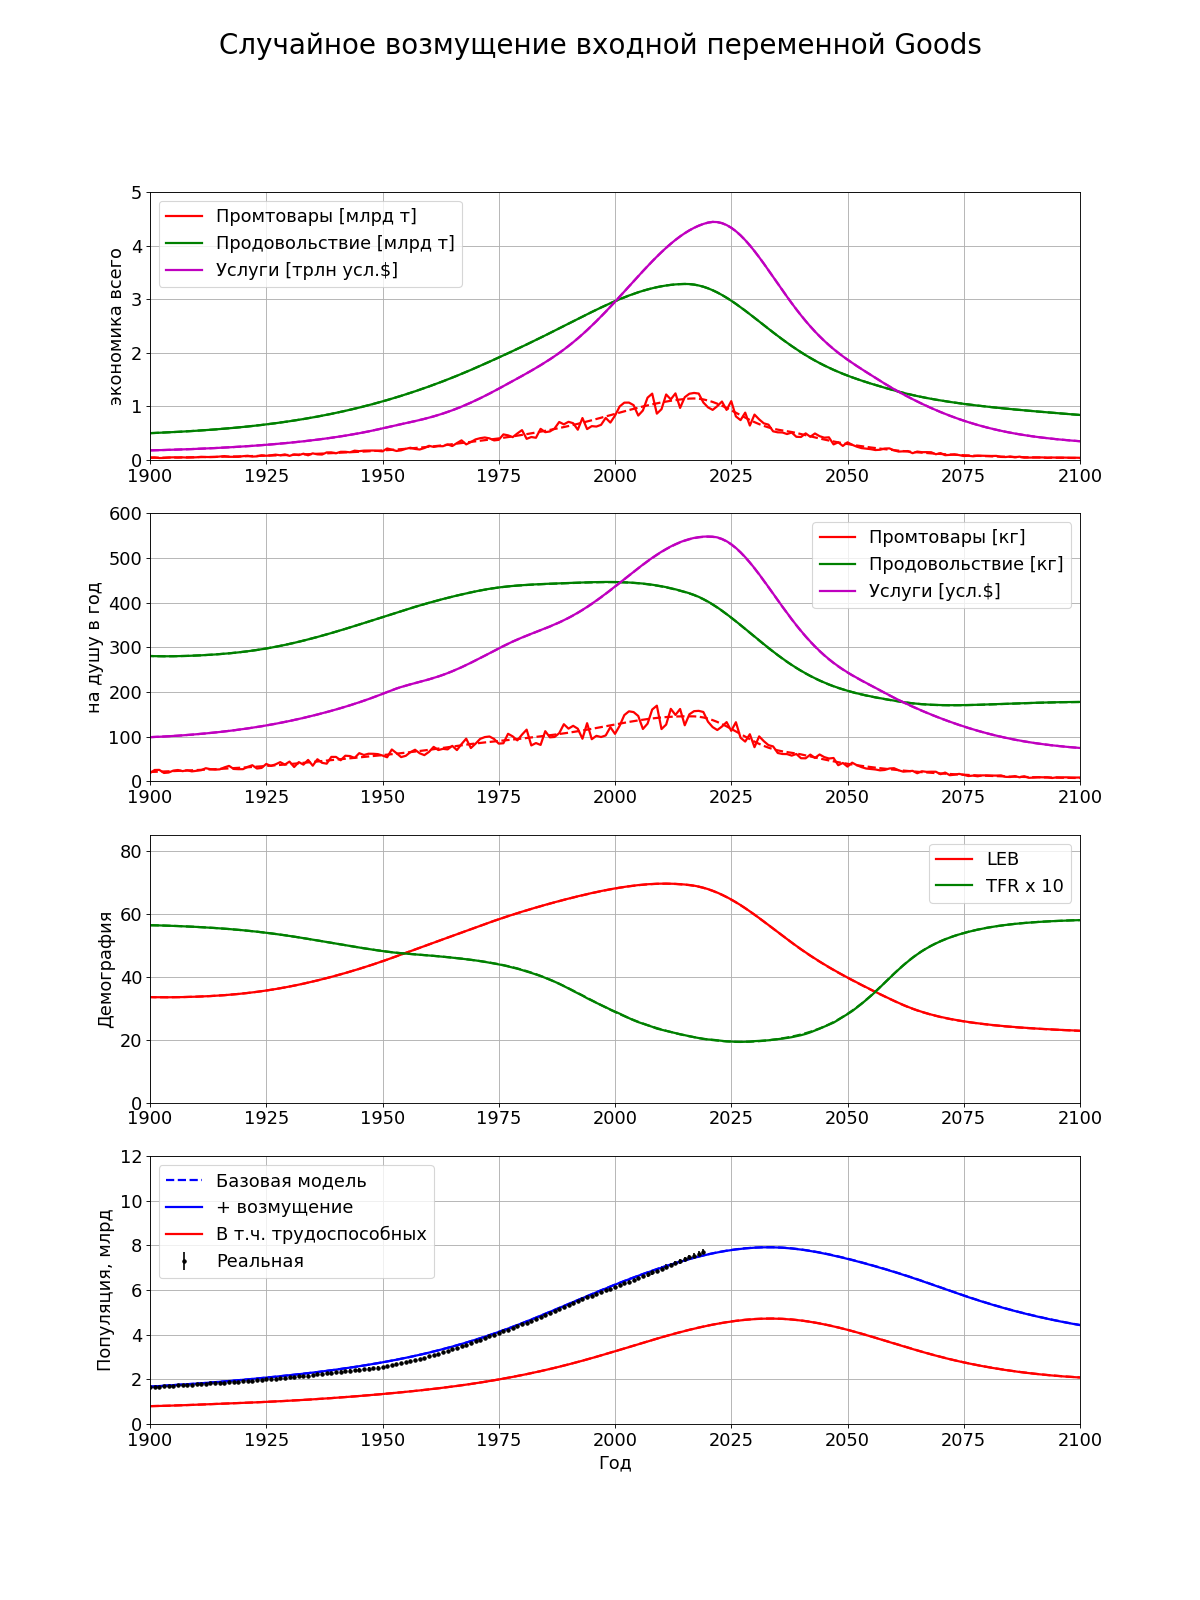 Случайное возмущение входной переменной Goods
5
4
3
2
1
0
экономика всего
Промтовары [млрд т]
Продовольствие [млрд т]
Услуги [трлн усл.$]
1900 1925 1950 1975 2000 2025 2050 2075 2100
600
500
400
300
200
100
0
на душу в год
Промтовары [кг]
Продовольствие [кг]
Услуги [усл.$]
1900 1925 1950 1975 2000 2025 2050 2075 2100
80
60
40
20
0
Демография
LEB
TFR x 10
1900 1925 1950 1975 2000 2025 2050 2075 2100
12
10
8
6
4
2
0
Популяция, млрд
Базовая модель
+ возмущение
В т.ч. трудоспособных
Реальная
1900 1925 1950 1975 2000 2025 2050 2075 2100
Год